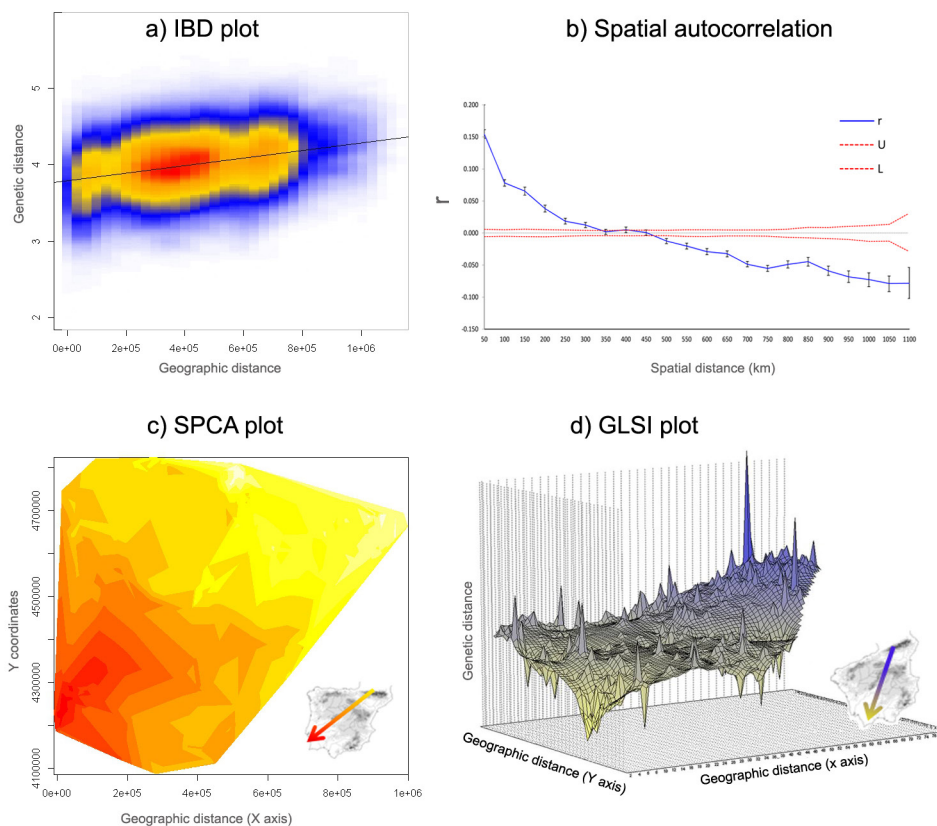 a) IBD plot
b) Spatial autocorrelation
Genetic distance
5
4
3
2
0e+00 2e+05 4e+05 6e+05 8e+05 1e+06
Geographic distance
r
0.200
0.150
0.100
0.050
0.000
-0.050
-0.100
-0.150
r
U
L
50 100 150 200 250 300 350 400 450 500 550 600 650 700 750 800 850 900 950 1000 1050 1100
Spatial distance (km)
c) SPCA plot
d) GLSI plot
Y coordinates
4700000
4500000
4300000
4100000
0e+00 2e+05 4e+05 6e+05 8e+05 1e+06
Geographic distance (X axis)
Genetic distance
Geographic distance (Y axis)
Geographic distance (x axis)